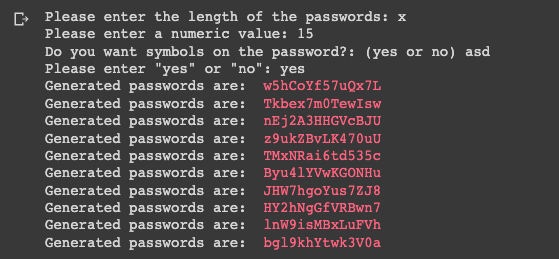 Please enter the length of the passwords: x
Please enter a numeric value: 15
Do you want symbols on the password?: (yes or no) asd
Please enter "yes" or "no": yes
Generated passwords are: w5hCoYf57uQx7L
Generated passwords are: Tkbex7m0TewIsw
Generated passwords are: nEj2A3HHGVcBJU
Generated passwords are: z9ukZBvLK470uU
Generated passwords are: TMxNRai6td535c
Generated passwords are: Byu4lYVwKGONHu
Generated passwords are: JHW7hgoYus7ZJ8
Generated passwords are: HY2hNgGfVRBwn7
Generated passwords are: lnW9isMBxLuFVh
Generated passwords are: bgl9khYtwk3V0a